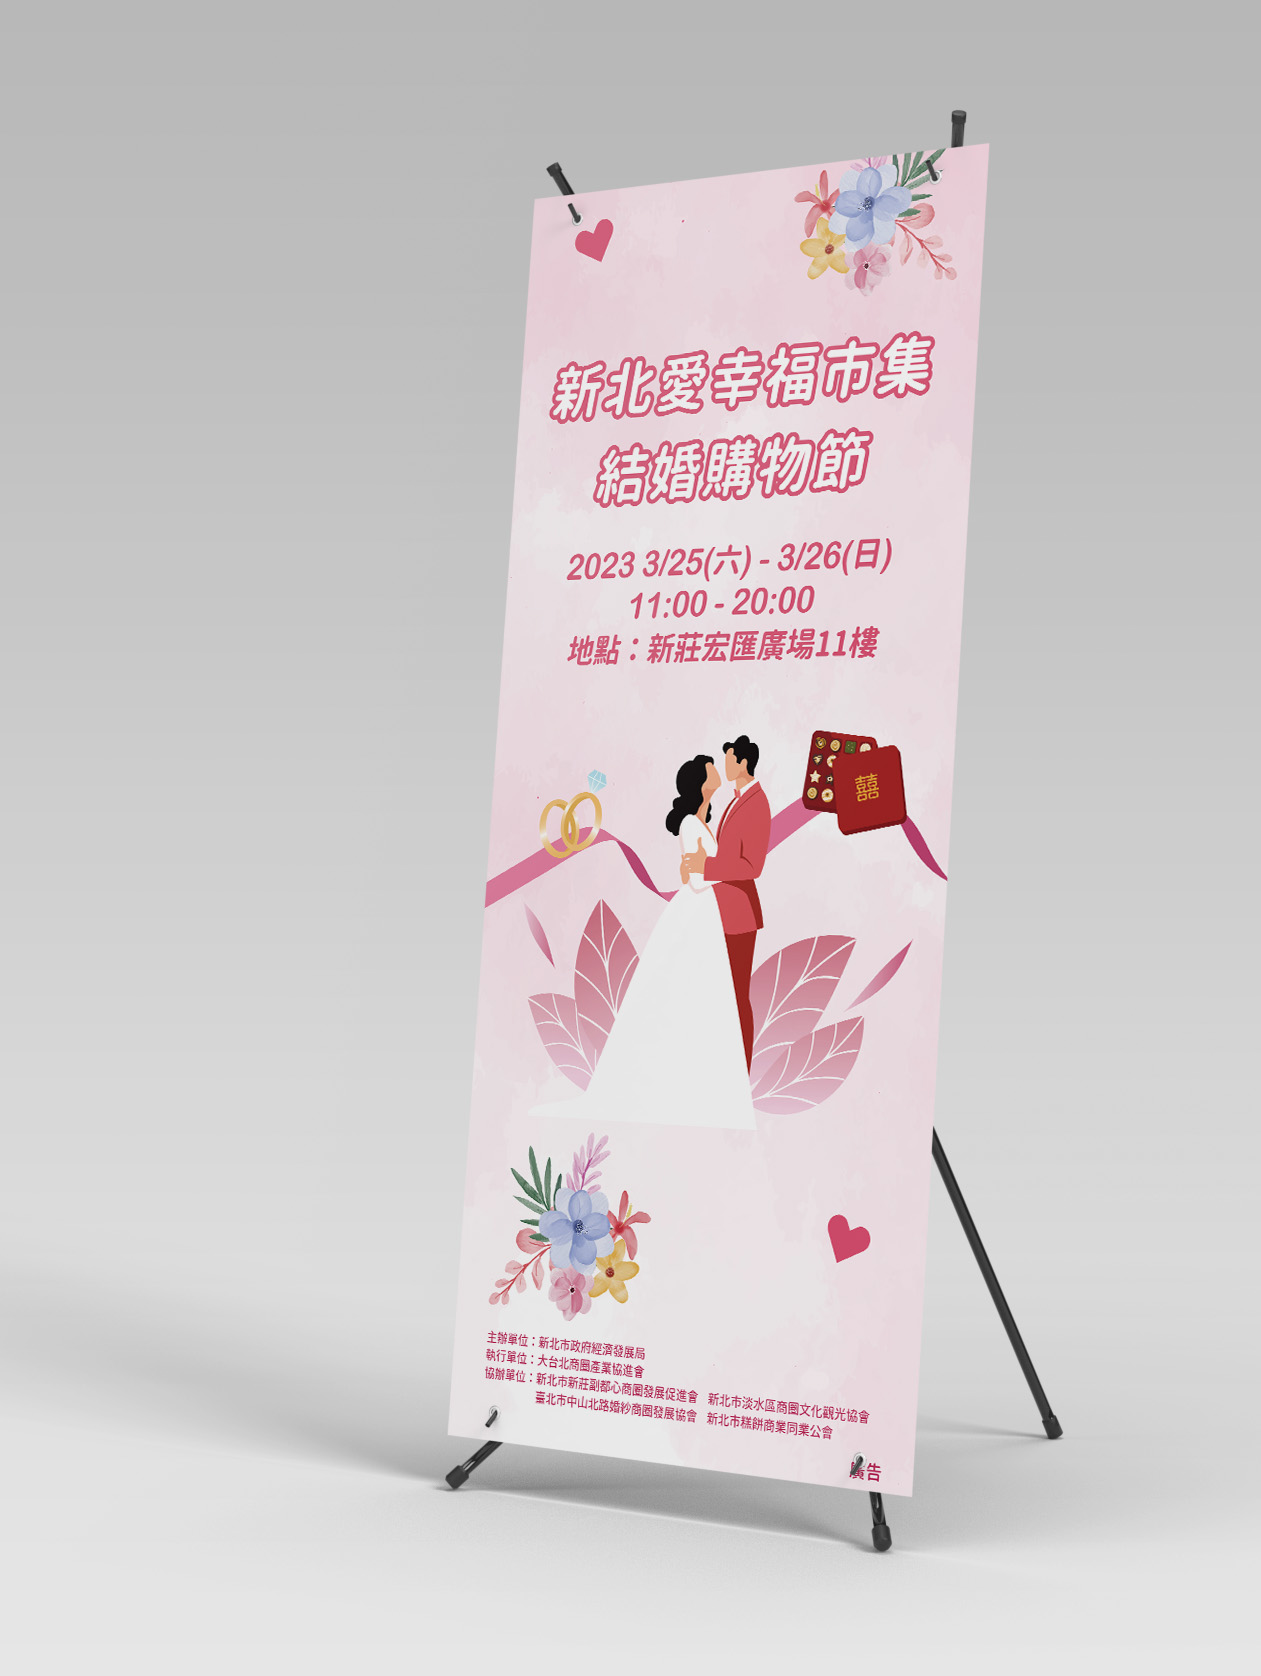 新北愛幸福市集
結婚購物節
2023 3/25(六) - 3/26(日)
11:00 - 20:00
地點：新莊宏匯廣場11樓
囍
主辦單位：新北市政府經濟發展局
執行單位：大台北商圈產業協進會
協辦單位：新北市新莊副都心商圈發展促進會 新北市淡水區商圈文化觀光協會
臺北市中山北路婚紗商圈發展協會 新北市糕餅商業同業公會
廣告